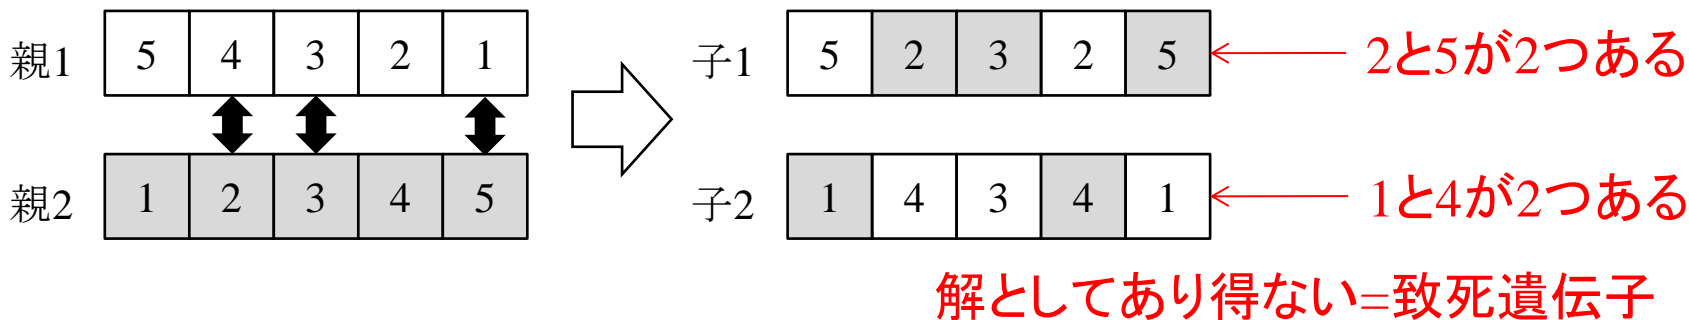 親1 5 4 3 2 1 子1 5 2 3 2 5 2と5が2つある
親2 1 2 3 4 5 子2 1 4 3 4 1 1と4が2つある
解としてあり得ない=致死遺伝子